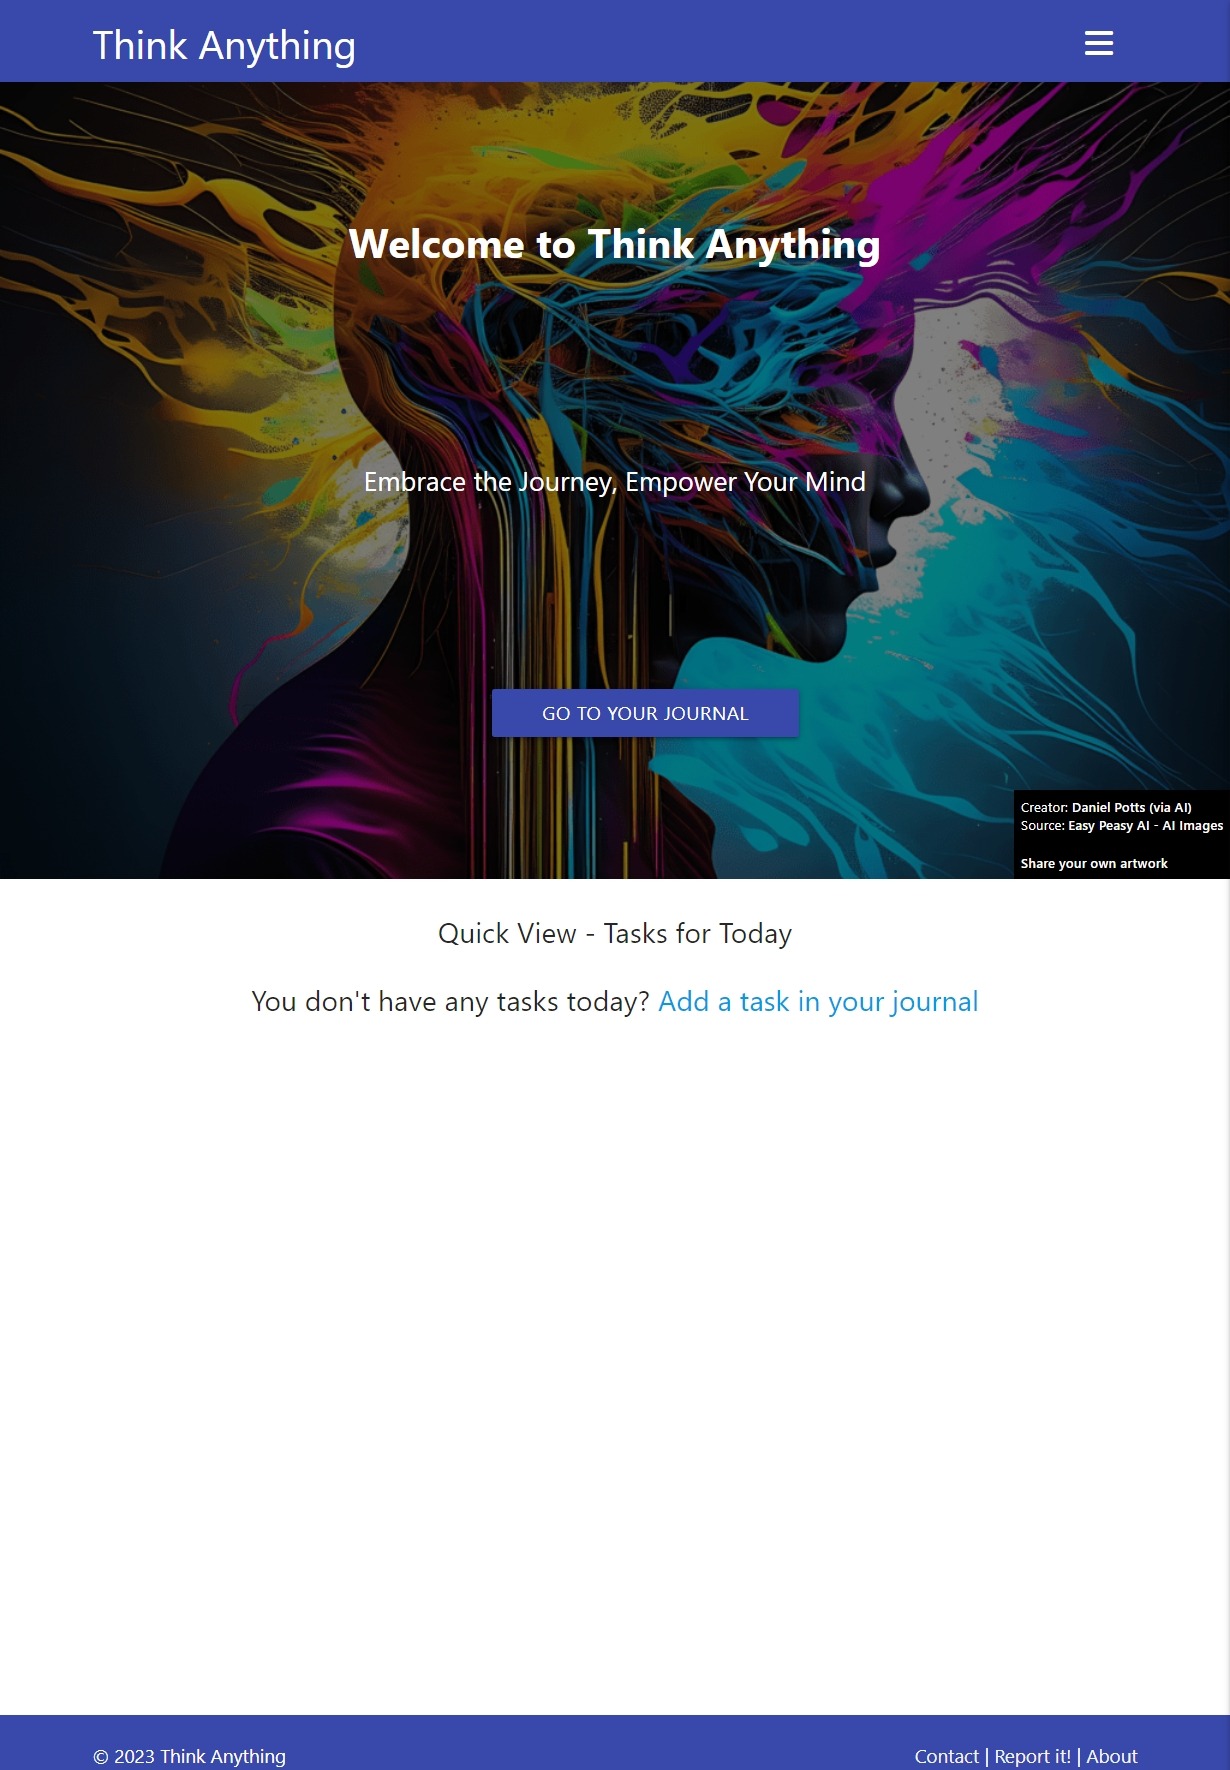 Think Anything
Welcome to Think Anything
Embrace the Journey, Empower Your Mind
GO TO YOUR JOURNAL
Creator: Daniel Potts (via AI)
Source: Easy Peasy AI - AI Images
Share your own artwork
Quick View - Tasks for Today
You don't have any tasks today? Add a task in your journal
© 2023 Think Anything
Contact | Report it! | About